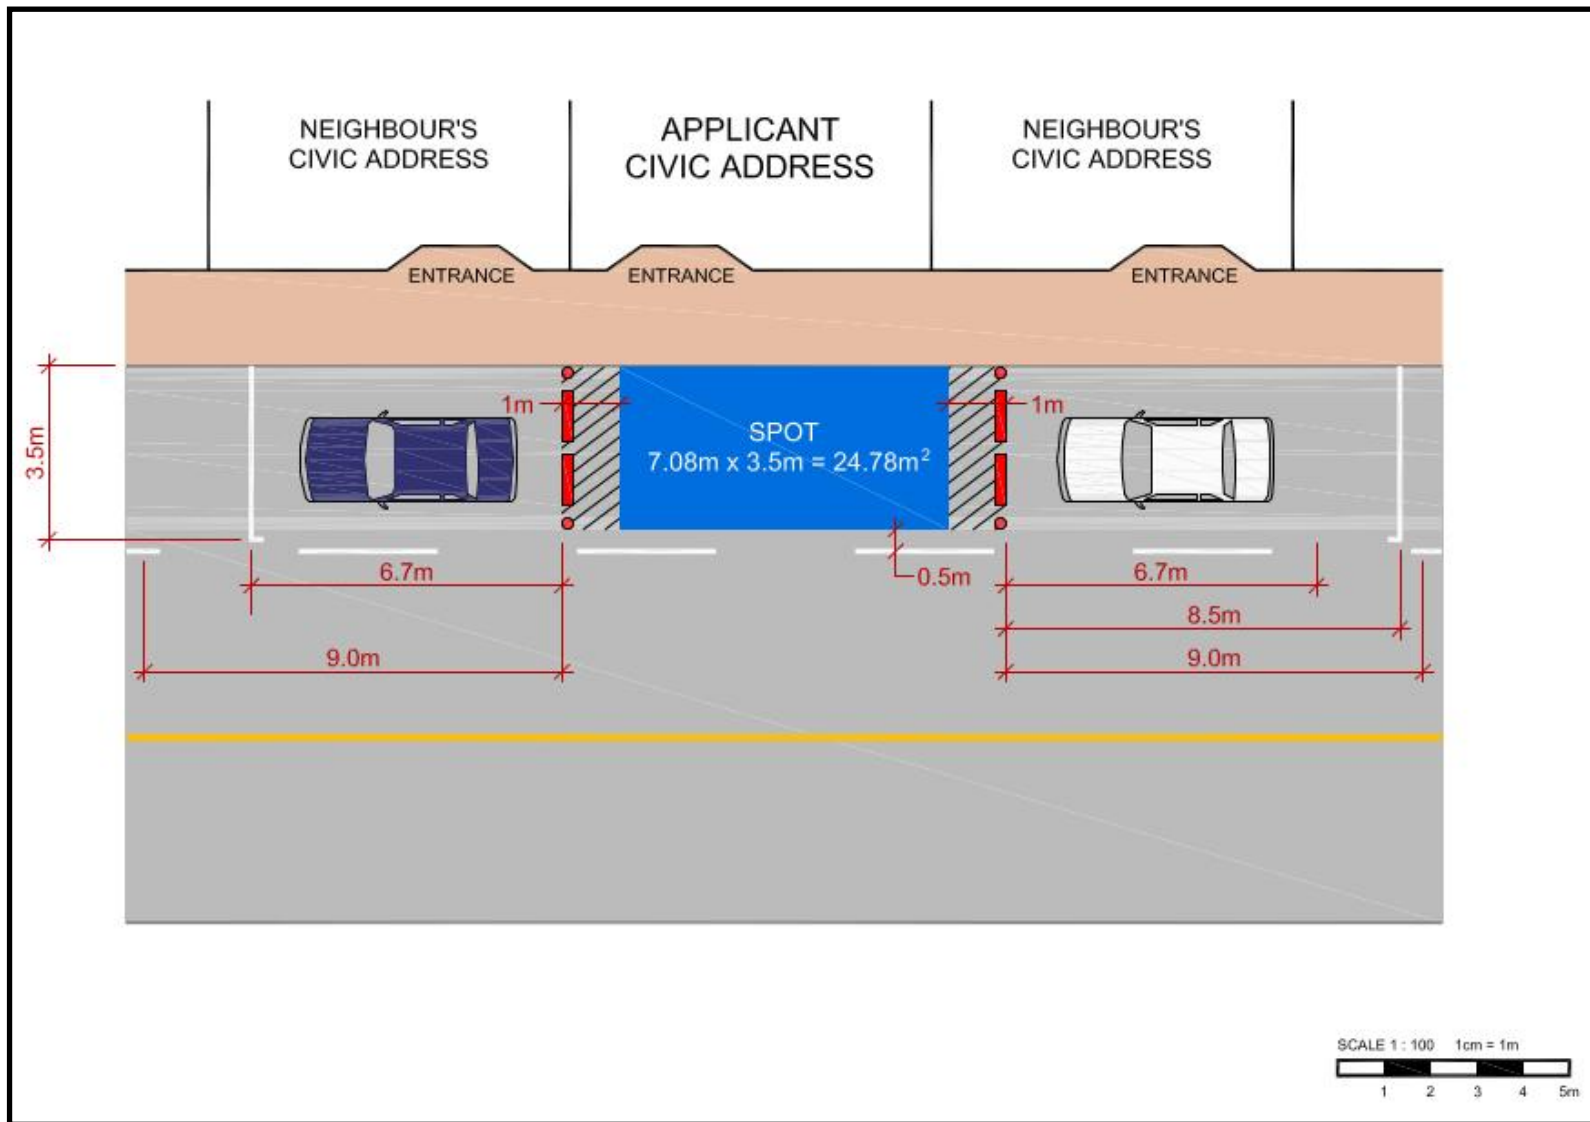 NEIGHBOUR'S
CIVIC ADDRESS
APPLICANT
CIVIC ADDRESS
NEIGHBOUR'S
CIVIC ADDRESS
ENTRANCE
ENTRANCE
ENTRANCE
3.5m
1m
SPOT
7.08m x 3.5m = 24.78m²
1m
6.7m
0.5m
6.7m
8.5m
9.0m
9.0m
SCALE 1 : 100 1cm = 1m
1 2 3 4 5m